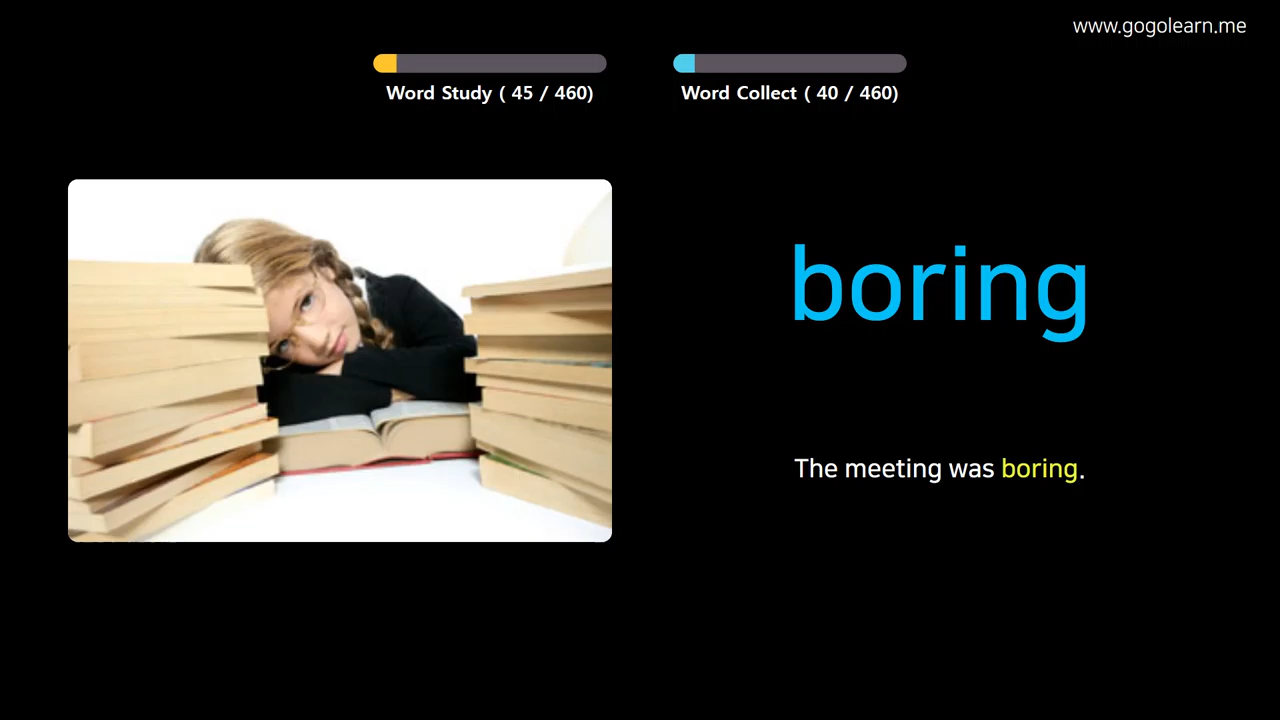 www.gogolearn.me
Word Study ( 45 / 460)
Word Collect ( 40 / 460)
boring
The meeting was boring.